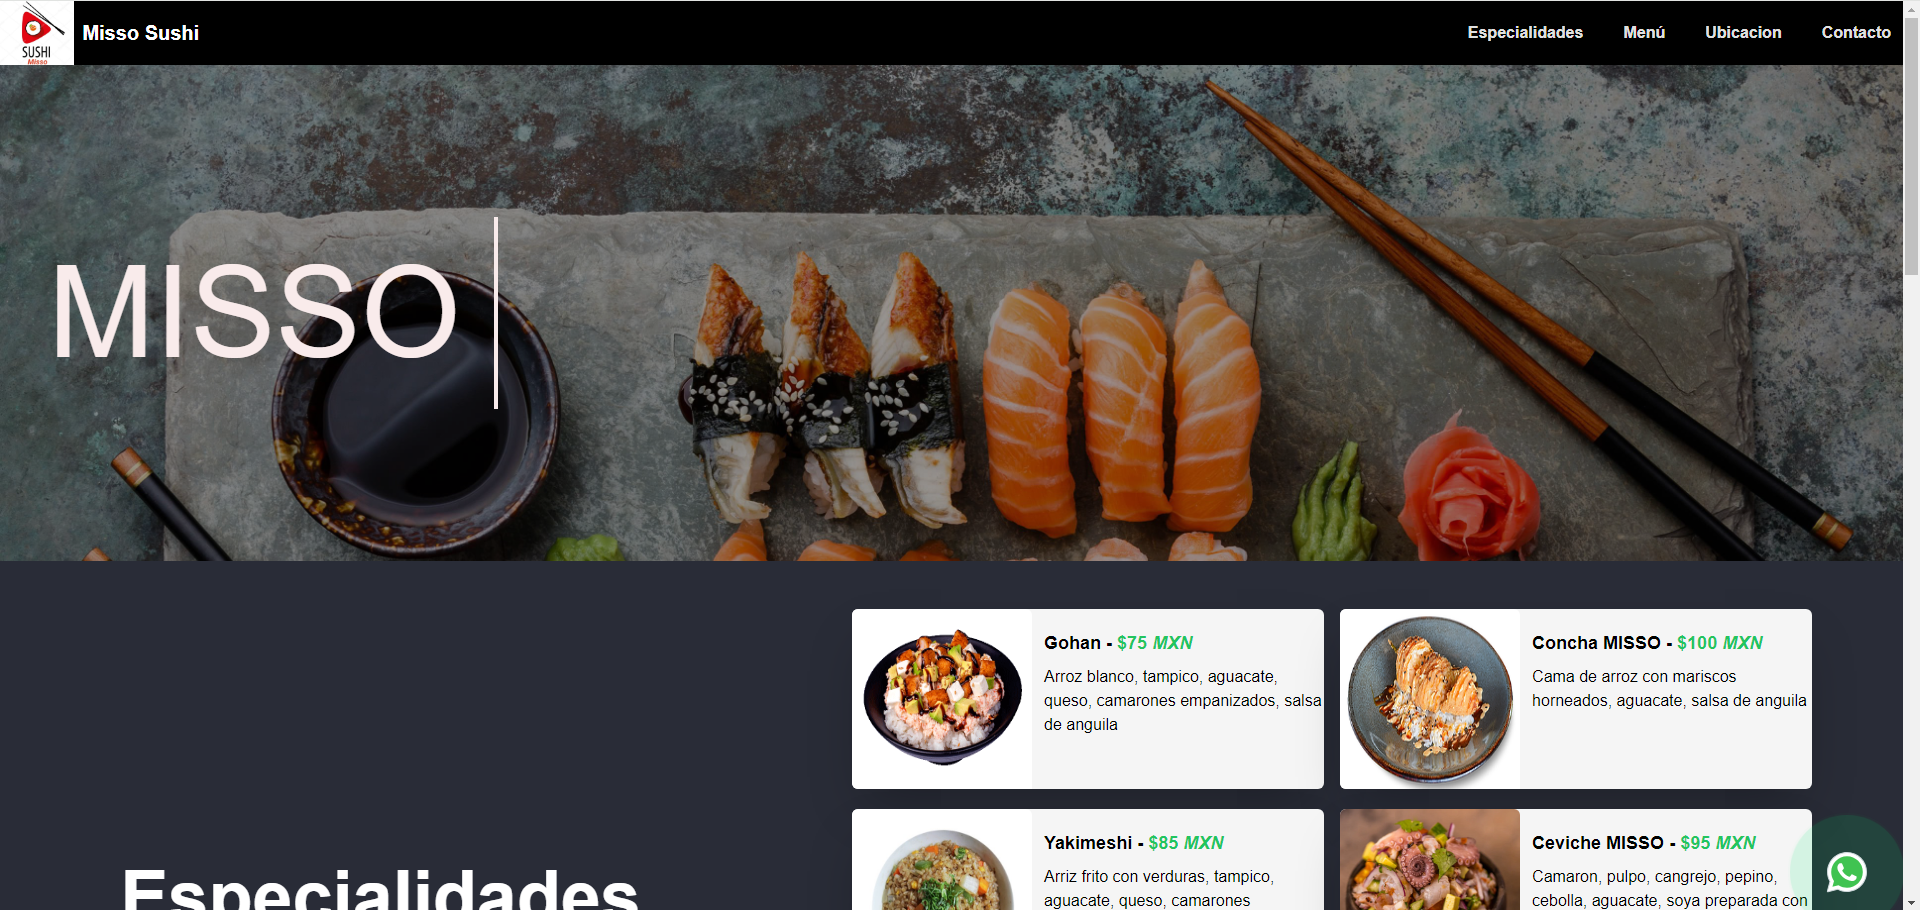 SUSHI
Misso
Misso Sushi
Especialidades
Menú
Ubicacion
Contacto
MISSO
Gohan - $75 MXN
Arroz blanco, tampico, aguacate,
queso, camarones empanizados, salsa
de anguila
Concha MISSO - $100 MXN
Cama de arroz con mariscos
horneados, aguacate, salsa de anguila
Especialidades
Yakimeshi - $85 MXN
Arriz frito con verduras, tampico,
aguacate, queso, camarones
Ceviche MISSO - $95 MXN
Camaron, pulpo, cangrejo, pepino,
cebolla, aguacate, soya preparada con